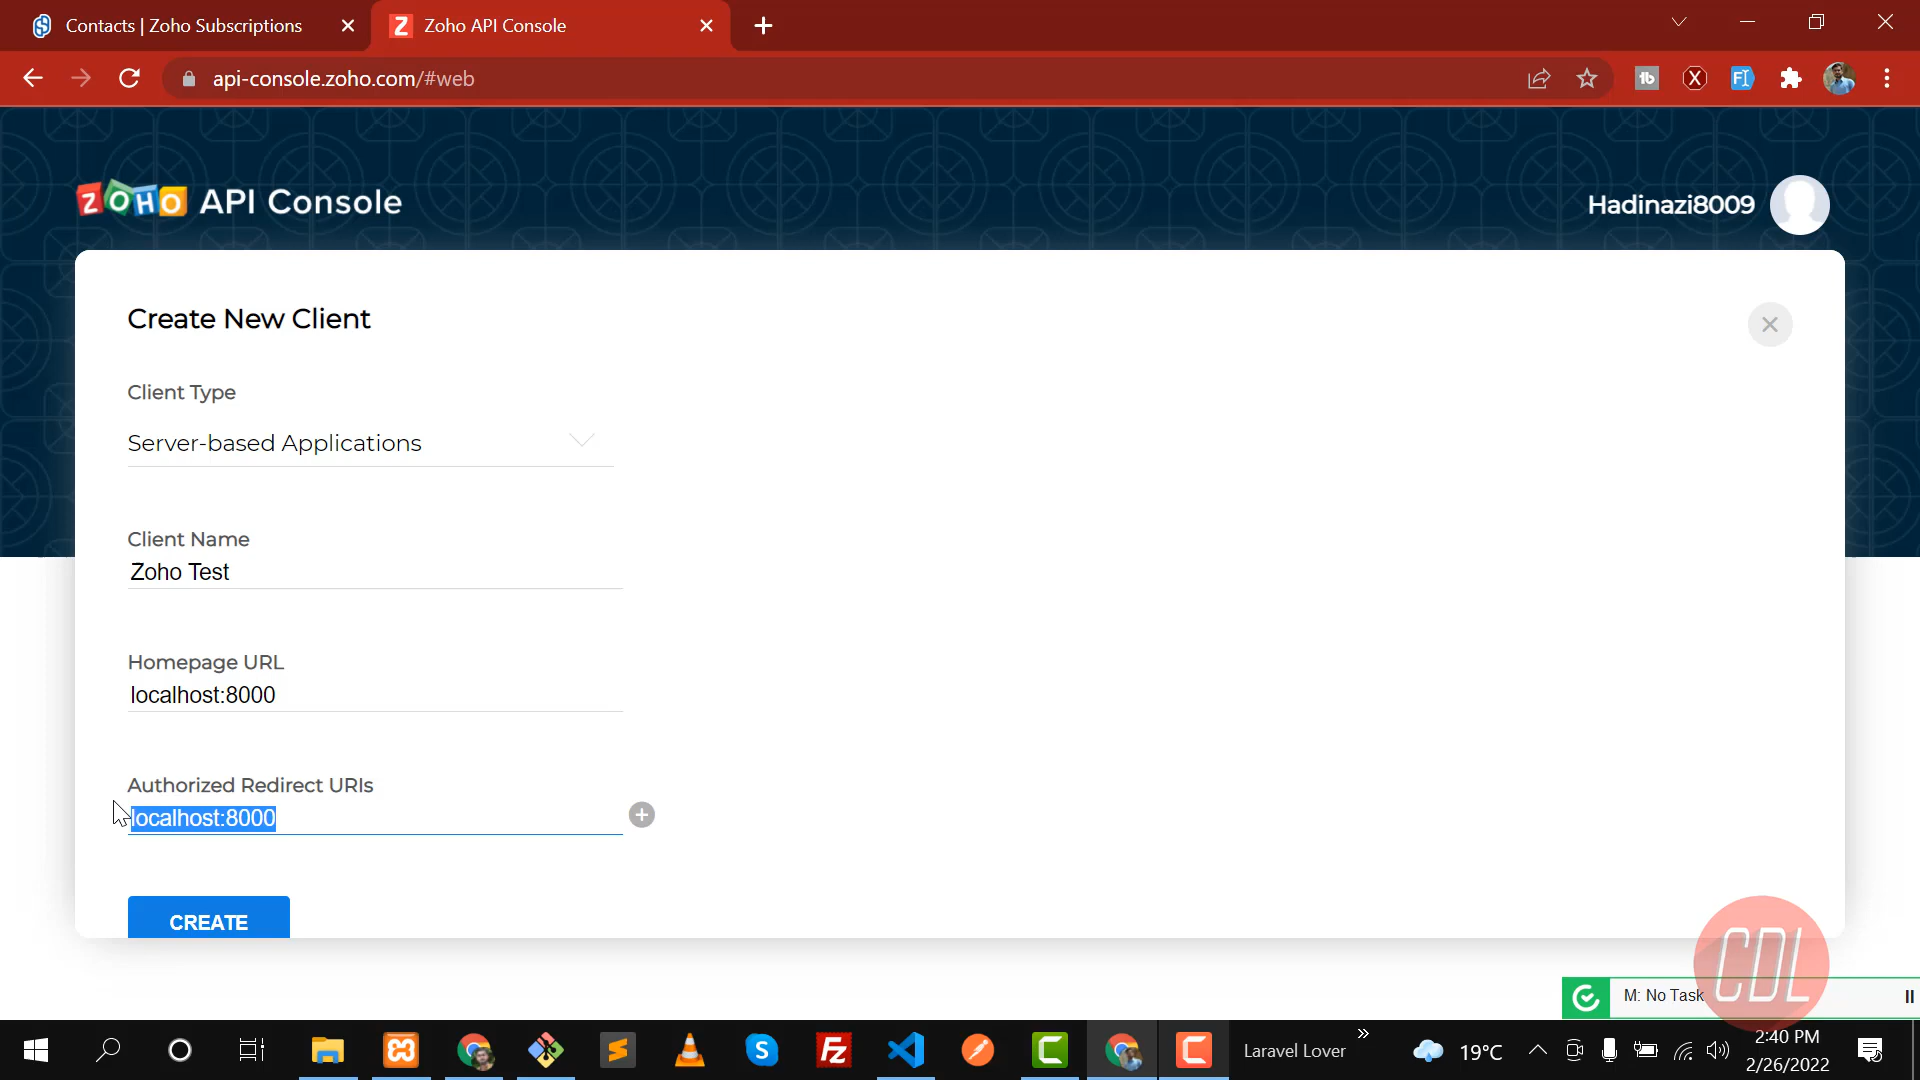 Contacts | Zoho Subscriptions
Zoho API Console
api-console.zoho.com/#web
ZOHO API Console
Hadinazi8009
Create New Client
Client Type
Server-based Applications
Client Name
Zoho Test
Homepage URL
localhost:8000
Authorized Redirect URIs
localhost:8000
CREATE
CDL
M: No Task
Laravel Lover
19°C
2:40 PM
2/26/2022